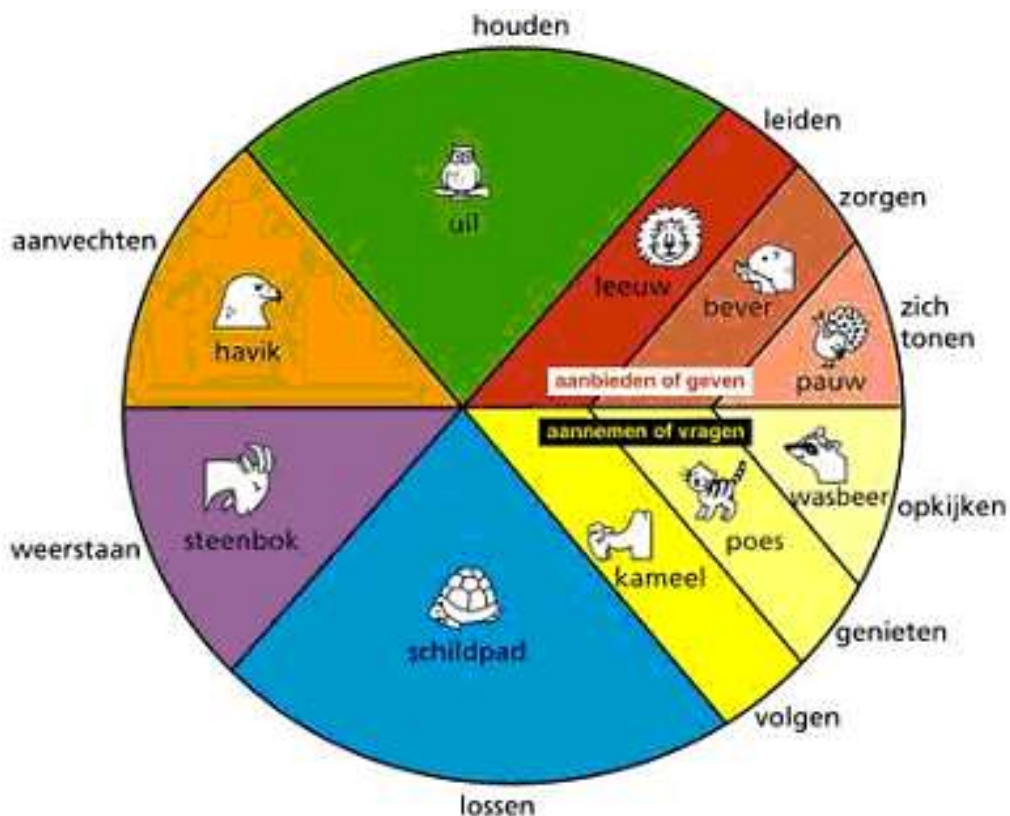 houden
leiden
zorgen
zich
tonen
opkijken
genieten
volgen
lossen
weerstaan
aanvechten
uil
leeuw
bever
pauw
aanbieden of geven
aannemen of vragen
wasbeer
poes
kameel
schildpad
steenbok
havik